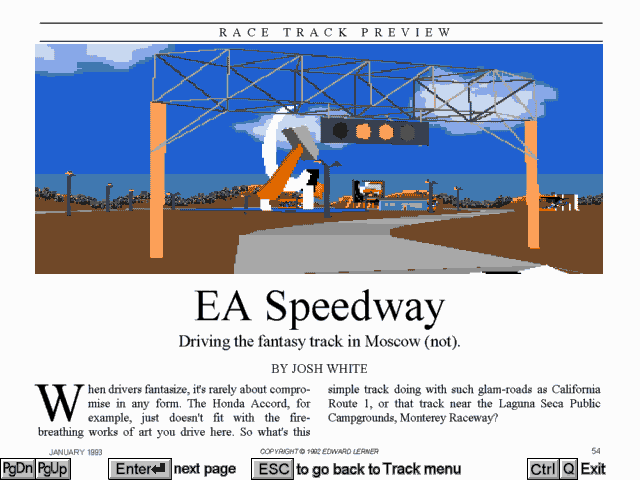 RACE TRACK PREVIEW
EA Speedway
Driving the fantasy track in Moscow (not).
BY JOSH WHITE
When drivers fantasize, it's rarely about compro-
mise in any form. The Honda Accord, for
example, just doesn't fit with the fire-
breathing works of art you drive here. So what's this
simple track doing with such glam-roads as California
Route 1, or that track near the Laguna Seca Public
Campgrounds, Monterey Raceway?
JANUARY 1993
COPYRIGHT © 1992 EDWARD LERNER
54
PgDn PgUp Enter next page ESC to go back to Track menu Ctrl Q Exit